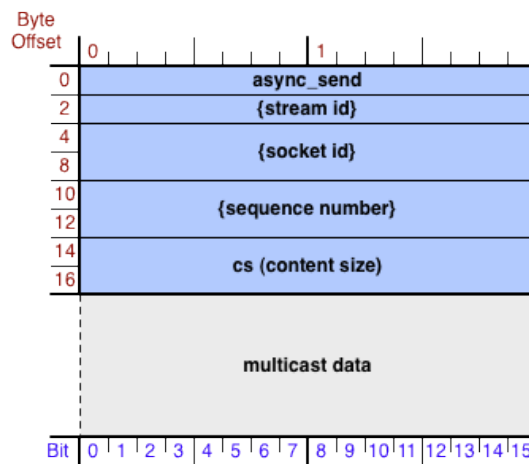 Byte
Offset
0 1
0 async_send
2 {stream id}
4
{socket id}
8
10
{sequence number}
12
14
cs (content size)
16
multicast data
Bit 0 1 2 3 4 5 6 7 8 9 10 11 12 13 14 15